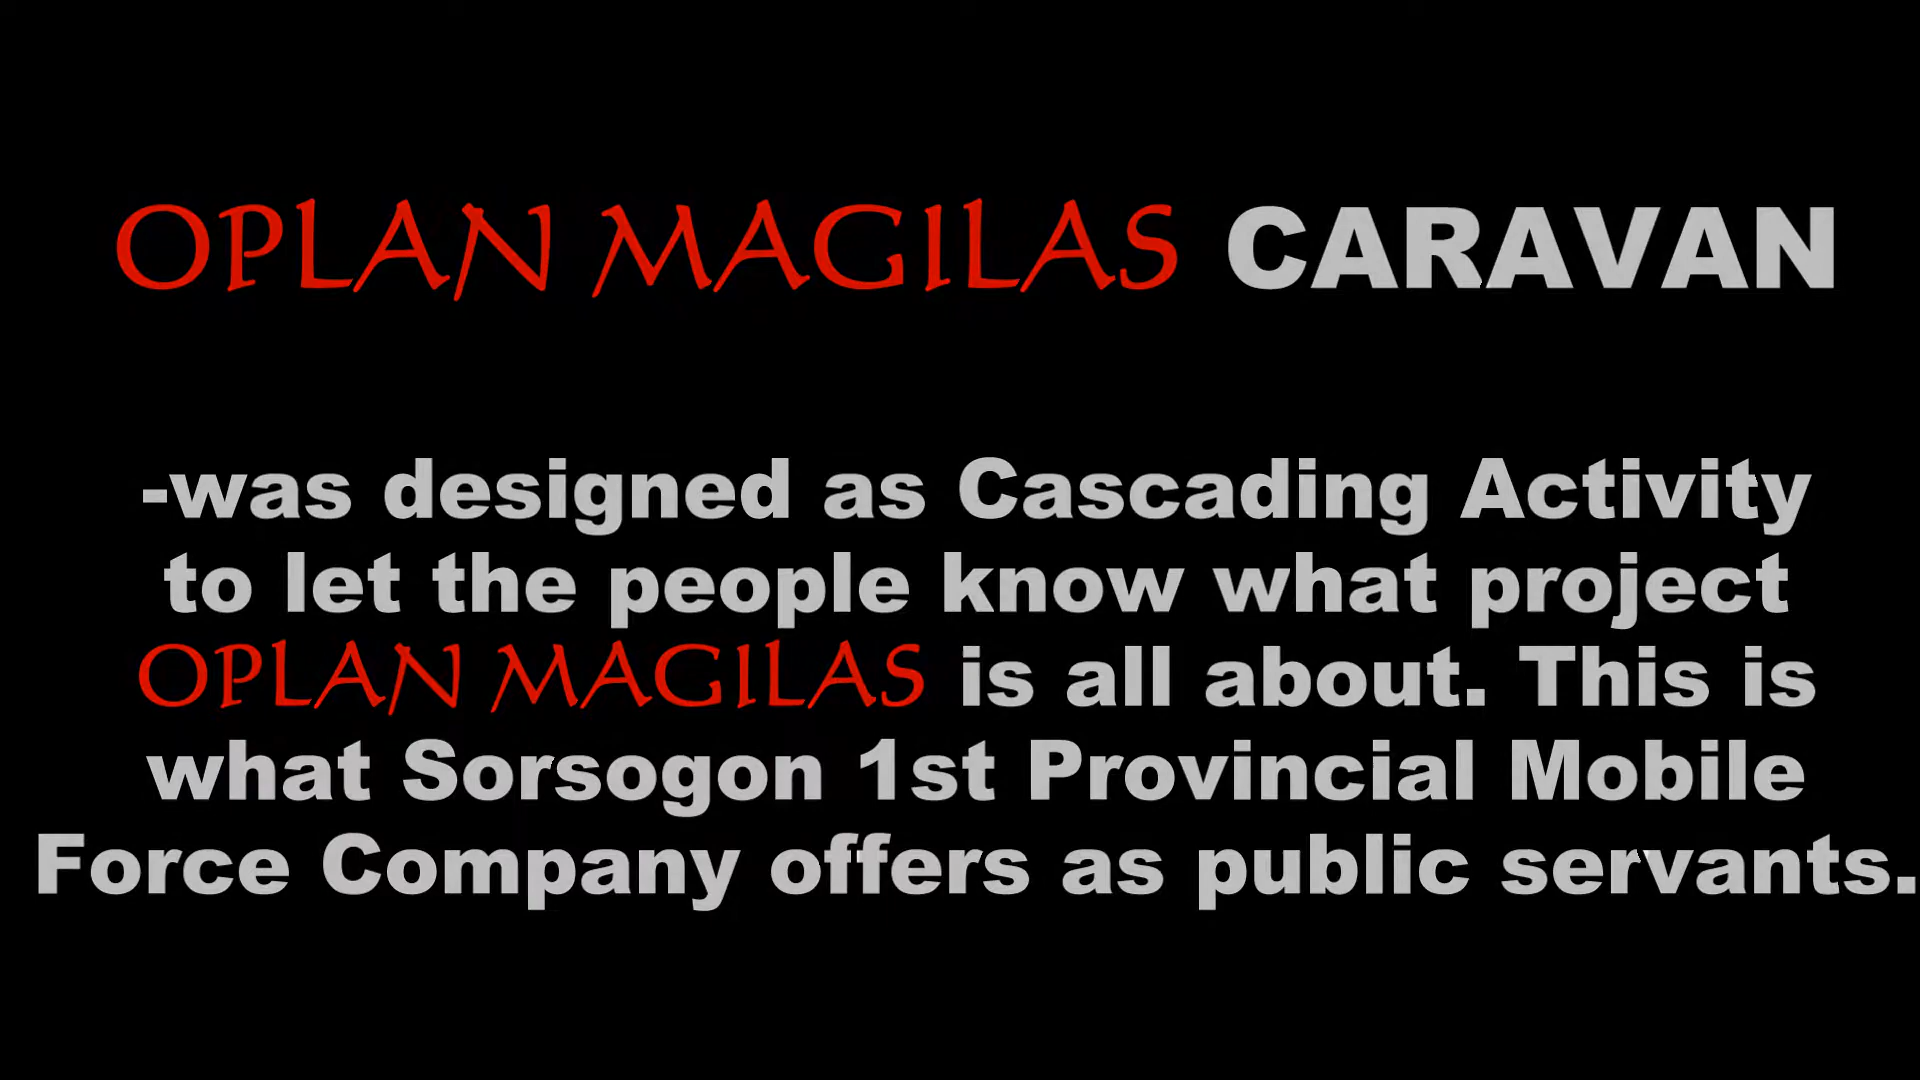 OPLAN MAGILAS CARAVAN
-was designed as Cascading Activity
to let the people know what project
OPLAN MAGILAS is all about. This is
what Sorsogon 1st Provincial Mobile
Force Company offers as public servants.